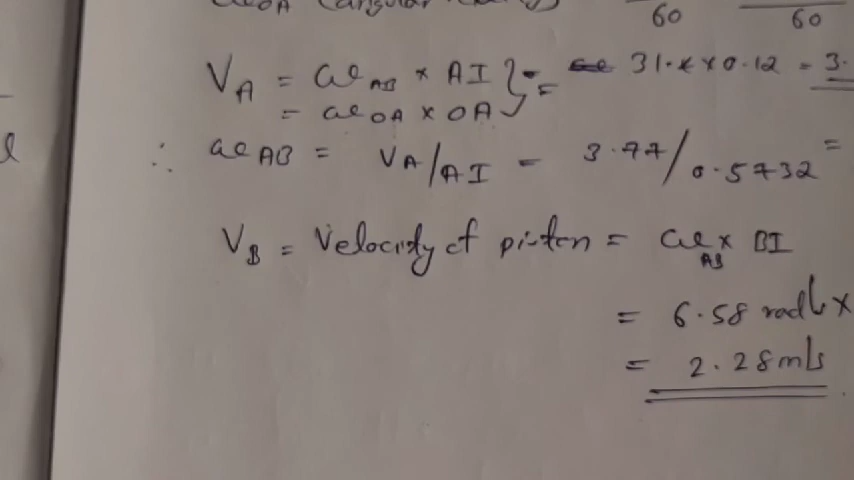 60 60
V_A = ω_AB × AI } = 31.4 × 0.12 = 3.
= ω_OA × OA
∴ ω_AB = V_A/AI = 3.77/0.5732 =
V_B = Velocity of piston = ω_AB × BI
= 6.58 rad/s ×
= 2.28 m/s